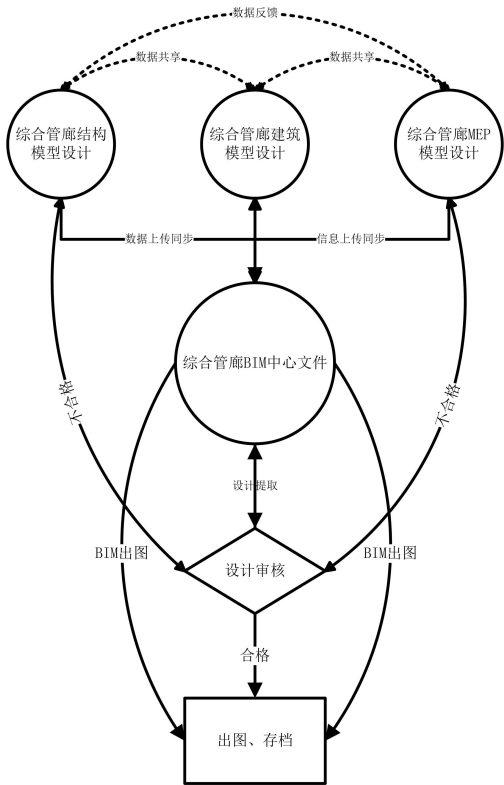 数据反馈
数据共享
数据共享
综合管廊结构
模型设计
综合管廊建筑
模型设计
综合管廊MEP
模型设计
数据上传同步
信息上传同步
综合管廊BIM中心文件
不合格
不合格
设计提取
BIM出图
BIM出图
设计审核
合格
出图、存档